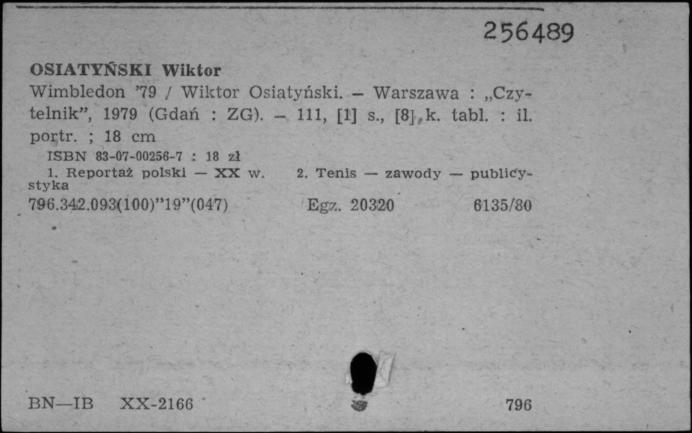 256489
OSIATYŃSKI Wiktor
Wimbledon '79 / Wiktor Osiatyński. — Warszawa : „Czy-
telnik”, 1979 (Gdań : ZG). — 111, [1] s., [8] k. tabl. : il.
portr. ; 18 cm
ISBN 83-07-00256-7 : 18 zł
1. Reportaż polski — XX w. 2. Tenis — zawody — publicy-
styka
796.342.093(100)”19”(047) Egz. 20320 6135/80
BN—IB XX-2166 796